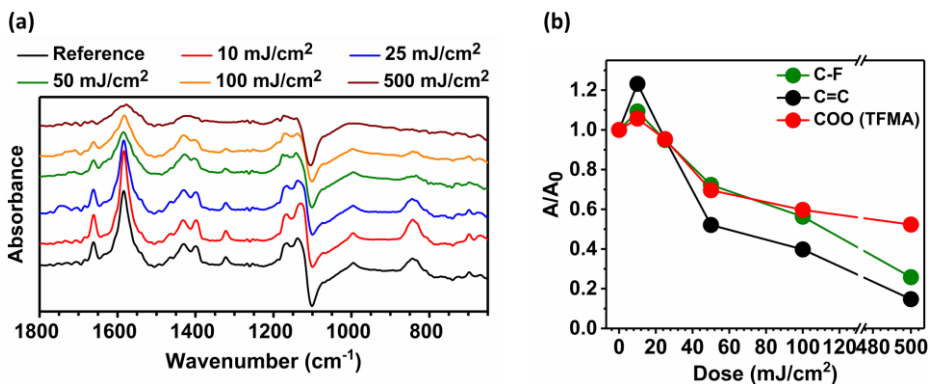 (a)
Reference 10 mJ/cm² 25 mJ/cm²
50 mJ/cm² 100 mJ/cm² 500 mJ/cm²
Absorbance
1800 1600 1400 1200 1000 800
Wavenumber (cm⁻¹)
(b)
C-F
C=C
COO (TFMA)
A/A₀
1.2
1.0
0.8
0.6
0.4
0.2
0.0
0 20 40 60 80 100 120 480 500
Dose (mJ/cm²)